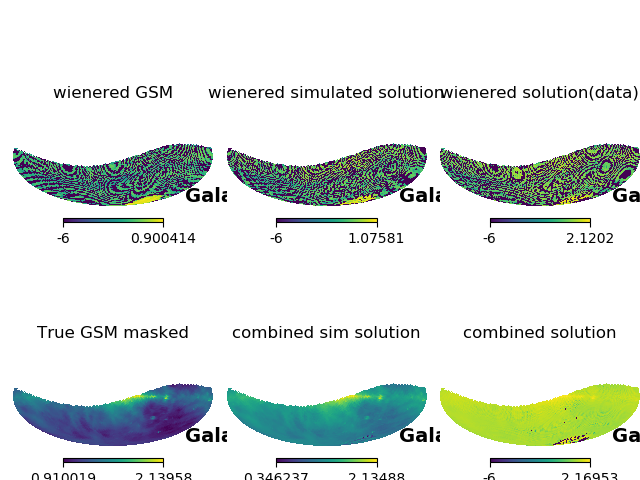 wienered GSM
wienered simulated solution
wienered solution(data)
Gala
Gala
Ga
-6 0.900414
-6 1.07581
-6 2.1202
True GSM masked
combined sim solution
combined solution
Gala
Gala
Ga
0.910019 2.13958
0.346237 2.13488
-6 2.16953